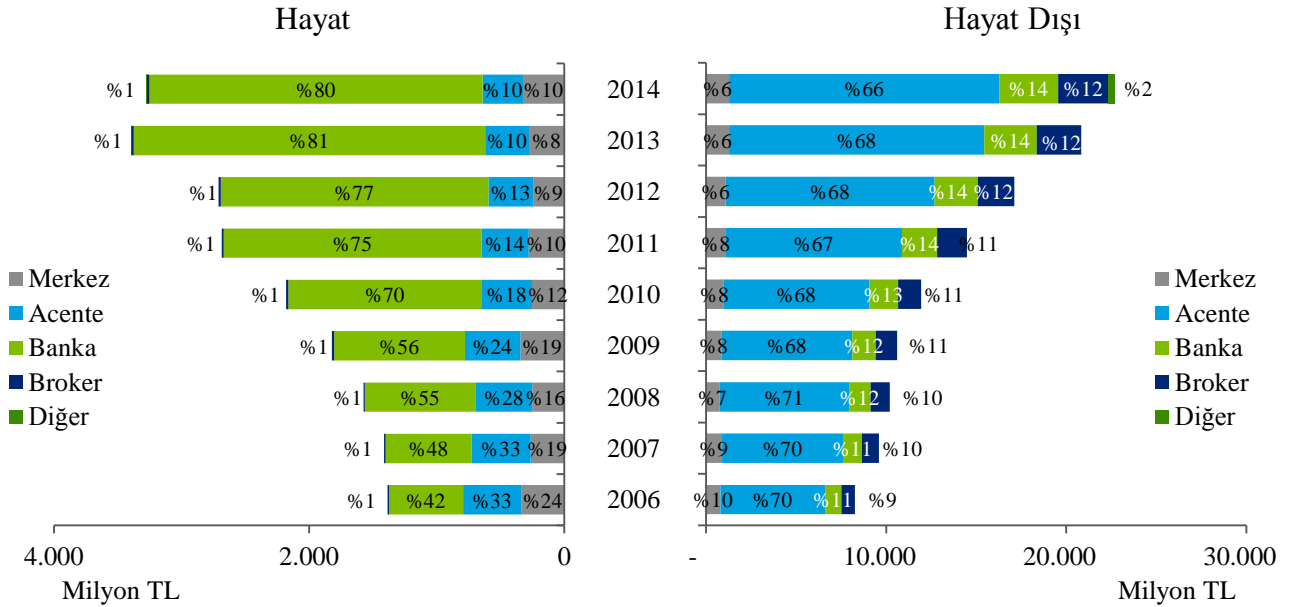 Hayat
Hayat Dışı
%1 %80 %10 %10 2014 %6 %66 %14 %12 %2
%1 %81 %10 %8 2013 %6 %68 %14 %12
%1 %77 %13 %9 2012 %6 %68 %14 %12
%1 %75 %14 %10 2011 %8 %67 %14 %11
%1 %70 %18 %12 2010 %8 %68 %13 %11
%1 %56 %24 %19 2009 %8 %68 %12 %11
%1 %55 %28 %16 2008 %7 %71 %12 %10
%1 %48 %33 %19 2007 %9 %70 %11 %10
%1 %42 %33 %24 2006 %10 %70 %11 %9
Merkez
Acente
Banka
Broker
Diğer
Merkez
Acente
Banka
Broker
Diğer
4.000 2.000 0 - 10.000 20.000 30.000
Milyon TL
Milyon TL